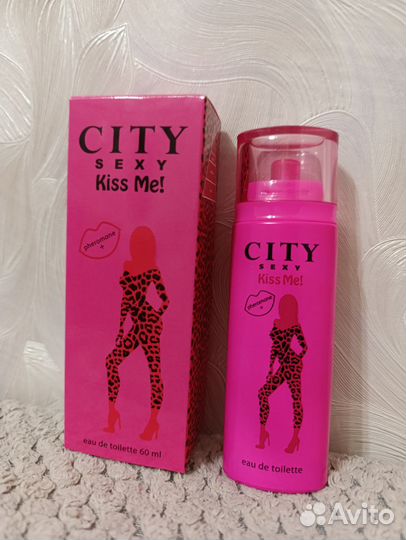 CITY
SEXY
Kiss Me!
pheromone
+
eau de toilette 60 ml
CITY
SEXY
Kiss Me!
pheromone
+
eau de toilette
Avito